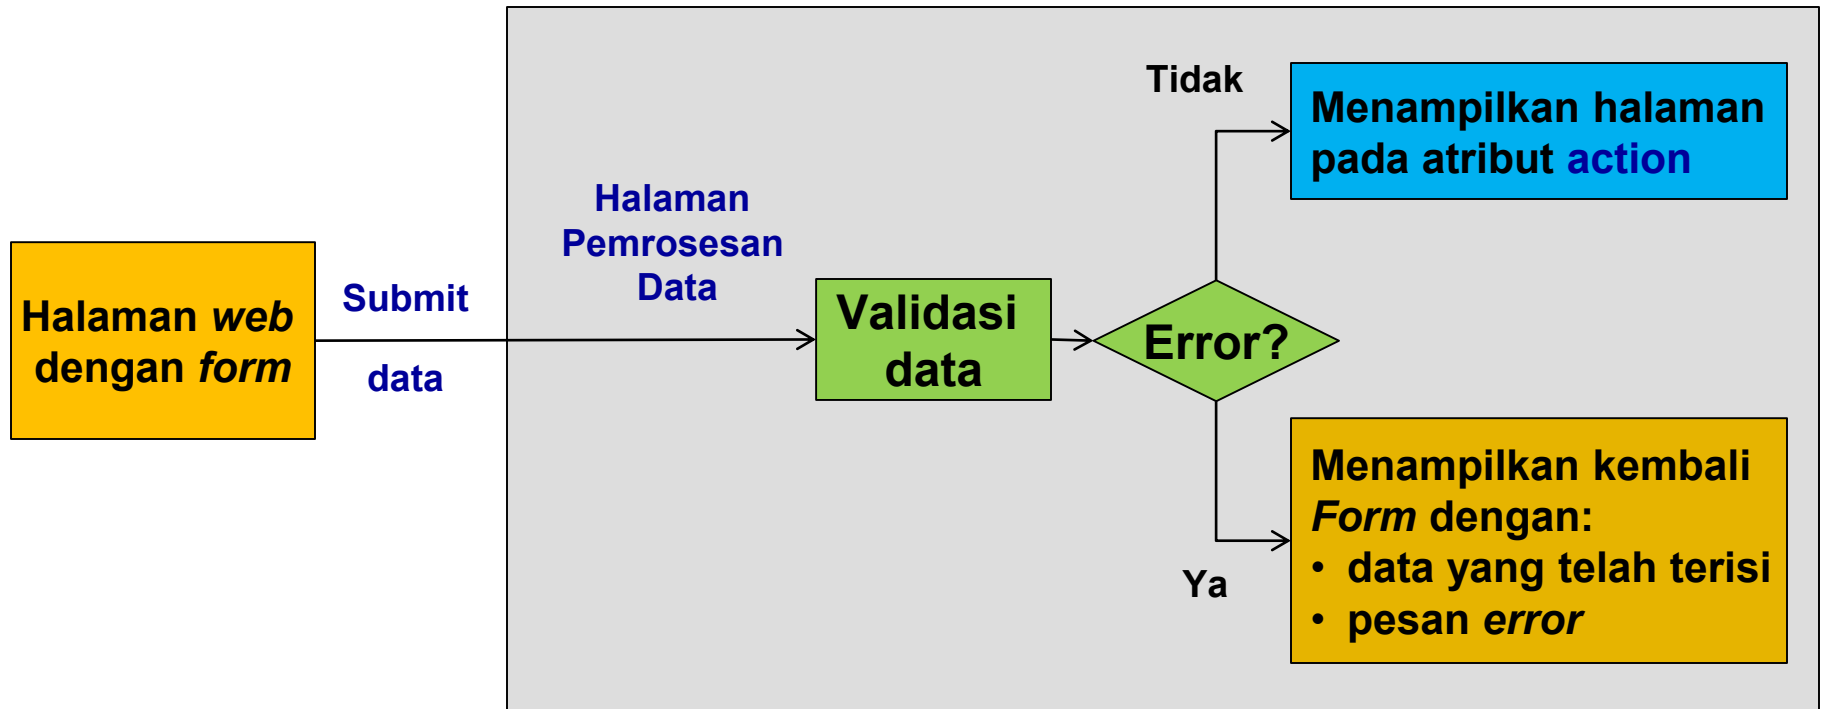 Halaman web
dengan form
Submit
data
Halaman
Pemrosesan
Data
Validasi
data
Error?
Tidak
Menampilkan halaman
pada atribut action
Ya
Menampilkan kembali
Form dengan:
• data yang telah terisi
• pesan error